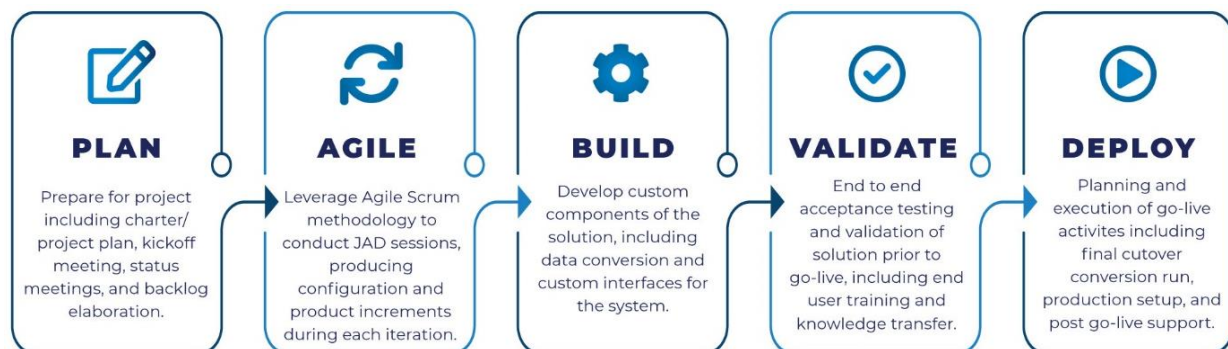 PLAN
Prepare for project
including charter/
project plan, kickoff
meeting, status
meetings, and backlog
elaboration.
AGILE
Leverage Agile Scrum
methodology to
conduct JAD sessions,
producing
configuration and
product increments
during each iteration.
BUILD
Develop custom
components of the
solution, including
data conversion and
custom interfaces for
the system.
VALIDATE
End to end
acceptance testing
and validation of
solution prior to
go-live, including end
user training and
knowledge transfer.
DEPLOY
Planning and
execution of go-live
activites including
final cutover
conversion run,
production setup, and
post go-live support.